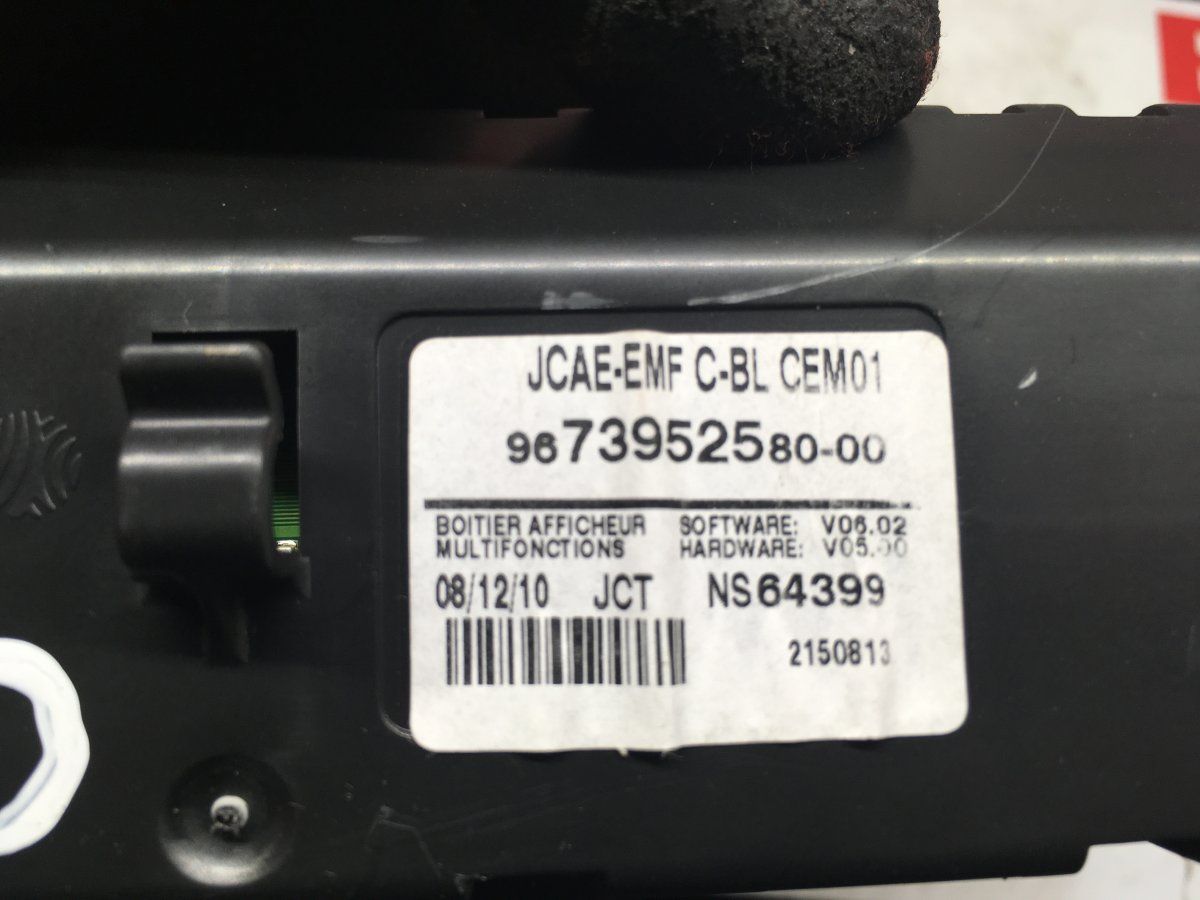 JCAE-EMF C-BL CEM01
9673952580-00
BOITIER AFFICHEUR SOFTWARE: V06.02
MULTIFONCTIONS HARDWARE: V05.00
08/12/10 JCT NS64399
2150813